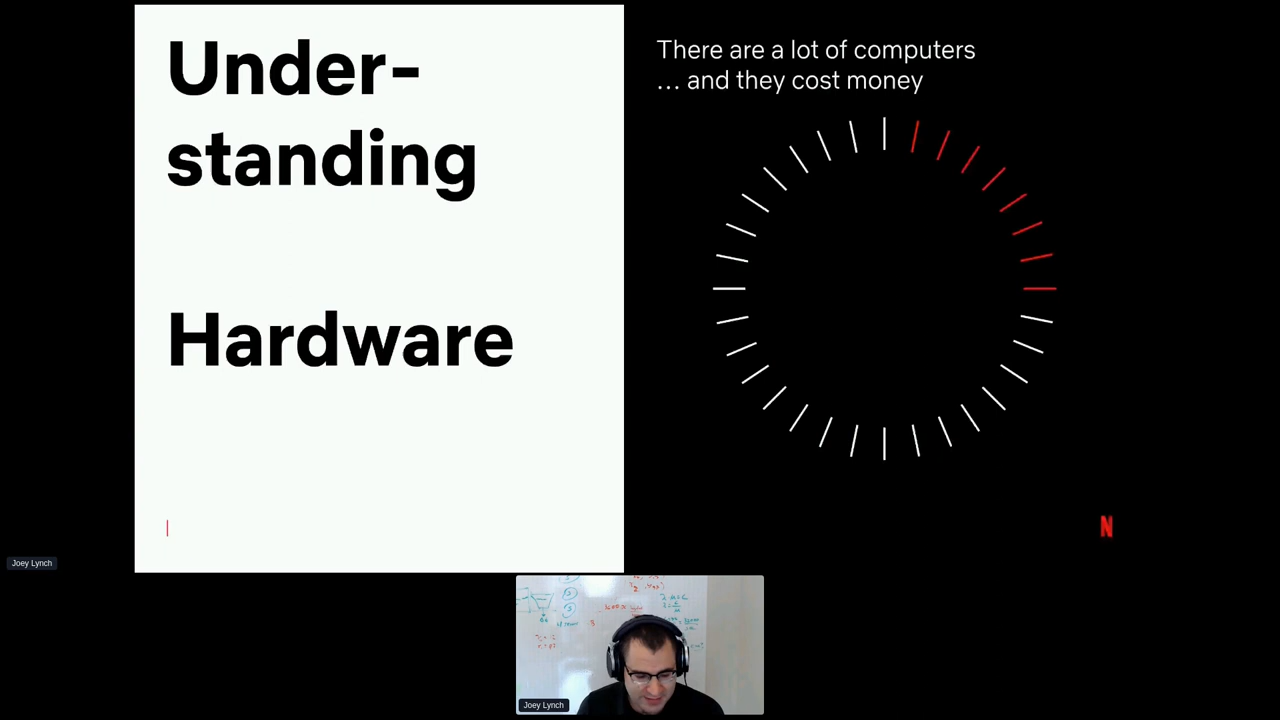 Under-
standing
Hardware
There are a lot of computers
... and they cost money
N
Joey Lynch
Joey Lynch